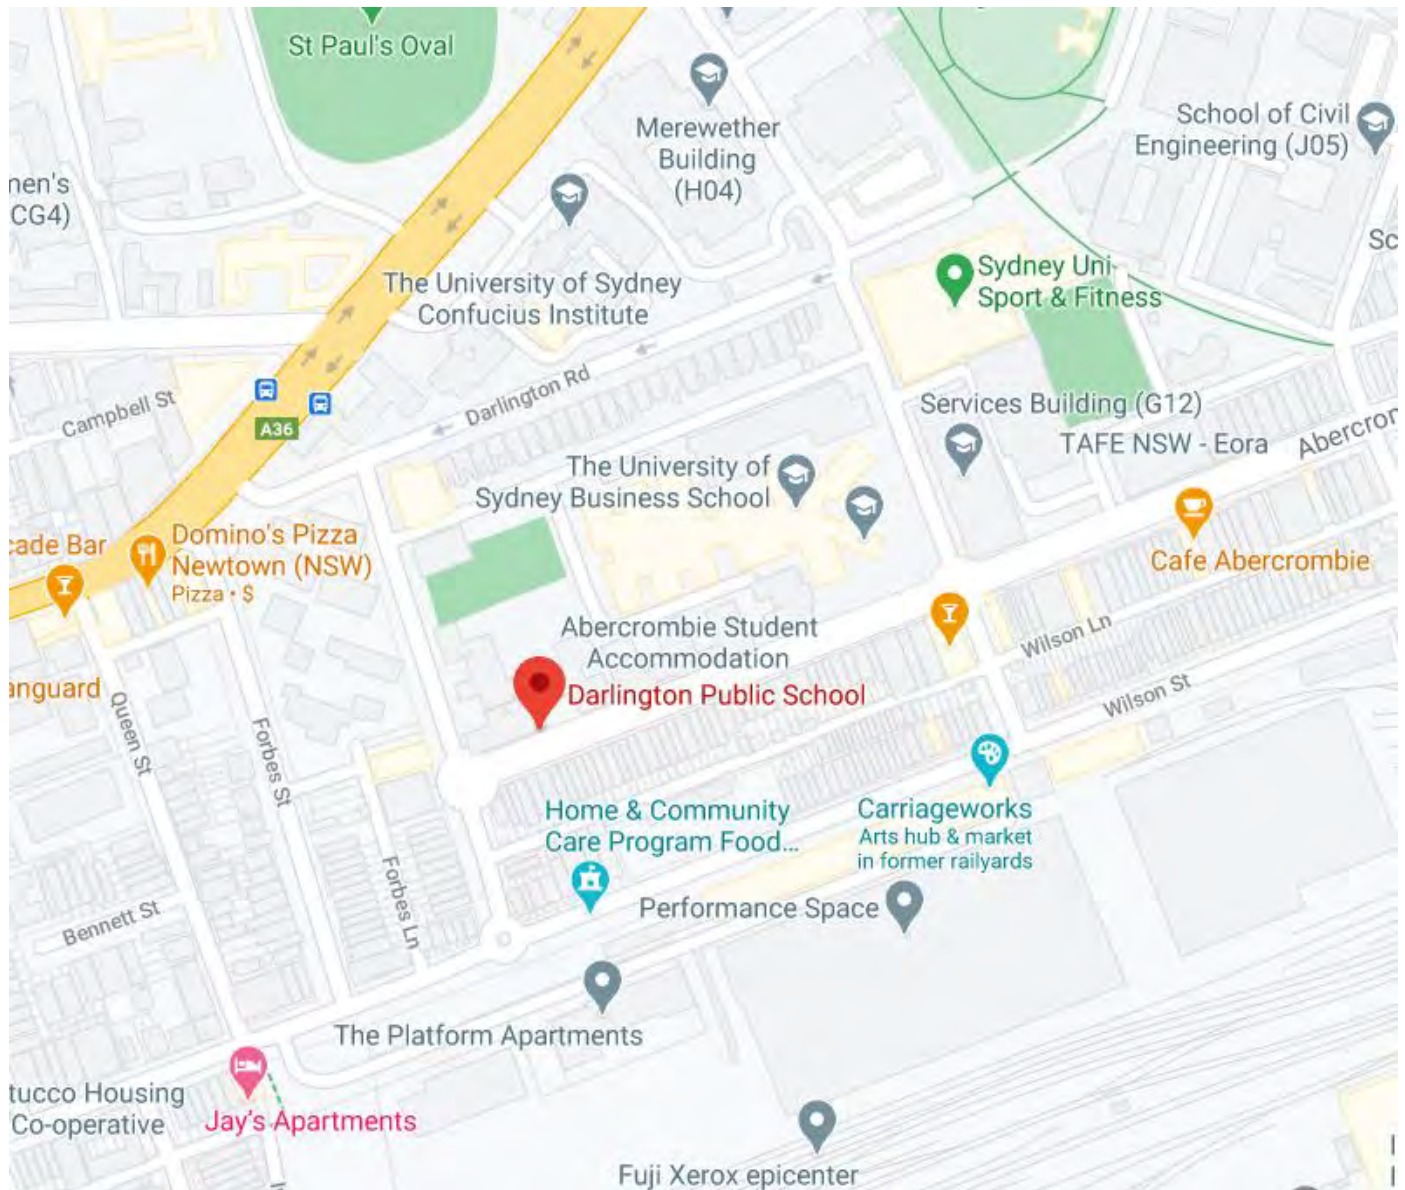 St Paul's Oval
Merewether
Building
(H04)
School of Civil
Engineering (J05)
men's
CG4)
Sc
The University of Sydney
Confucius Institute
Sydney Uni
Sport & Fitness
Campbell St
Darlington Rd
A36
Services Building (G12)
TAFE NSW - Eora
Abercrom
The University of
Sydney Business School
cade Bar
Domino's Pizza
Newtown (NSW)
Pizza • $
Cafe Abercrombie
Abercrombie Student
Accommodation
Darlington Public School
Wilson Ln
Wilson St
anguard
Queen St
Forbes St
Home & Community
Care Program Food...
Carriageworks
Arts hub & market
in former railyards
Forbes Ln
Performance Space
Bennett St
The Platform Apartments
tucco Housing
Co-operative
Jay's Apartments
Fuji Xerox epicenter